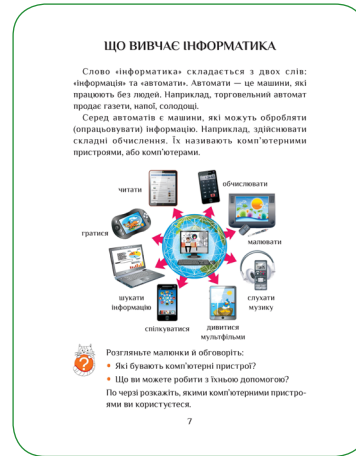 ЩО ВИВЧАЄ ІНФОРМАТИКА
Слово «інформатика» складається з двох слів:
«інформація» та «автомати». Автомати — це машини, які
працюють без людей. Наприклад, торговельний автомат
продає газети, напої, солодощі.
Серед автоматів є машини, які можуть обробляти
(опрацьовувати) інформацію. Наприклад, здійснювати
складні обчислення. Їх називають комп'ютерними
пристроями, або комп'ютерами.
читати
обчислювати
гратися
малювати
шукати
інформацію
слухати
музику
спілкуватися
дивитися
мультфільми
Розгляньте малюнки й обговоріть:
• Які бувають комп'ютерні пристрої?
• Що ви можете робити з їхньою допомогою?
По черзі розкажіть, якими комп'ютерними пристро-
ями ви користуєтеся.
7